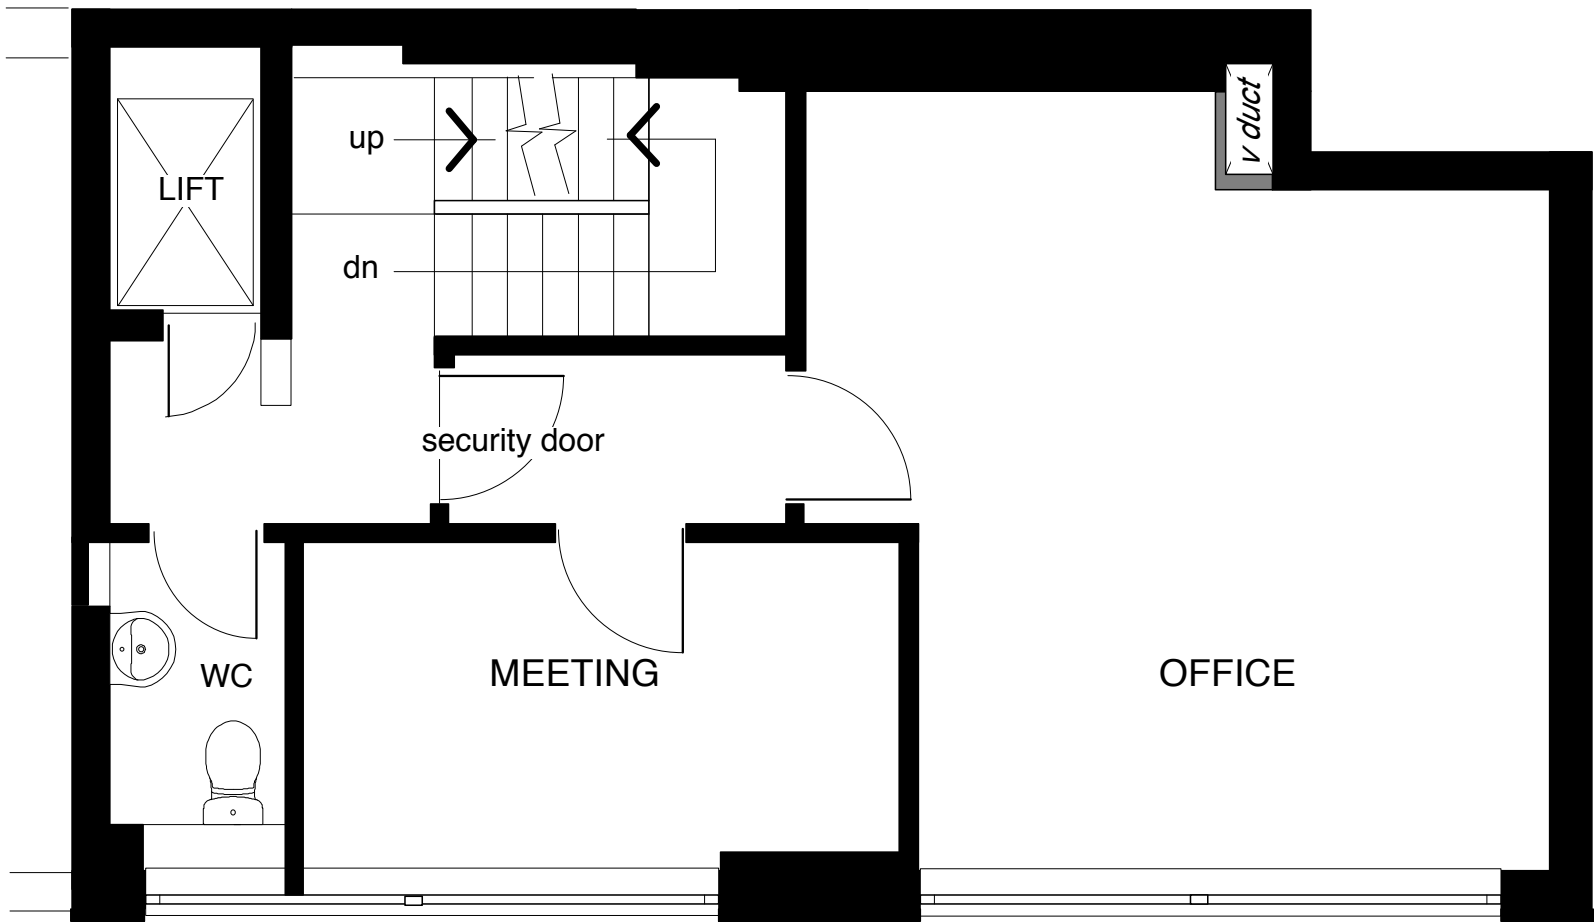 v duct
up
LIFT
dn
security door
WC
MEETING
OFFICE